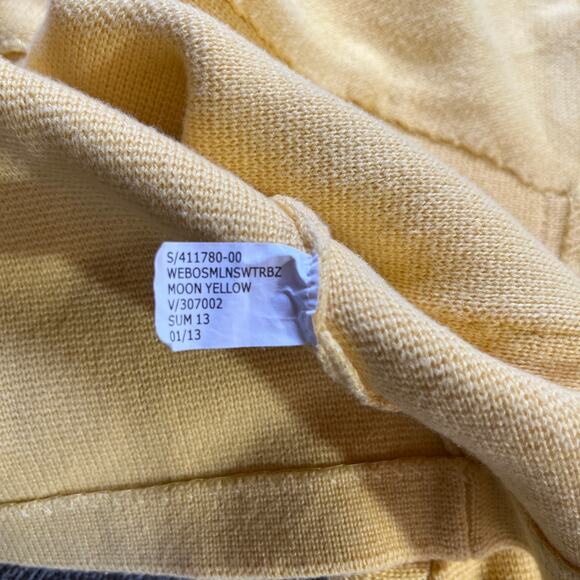 S/411780-00
WEBOSMLNSWTRBZ
MOON YELLOW
V/307002
SUM 13
01/13